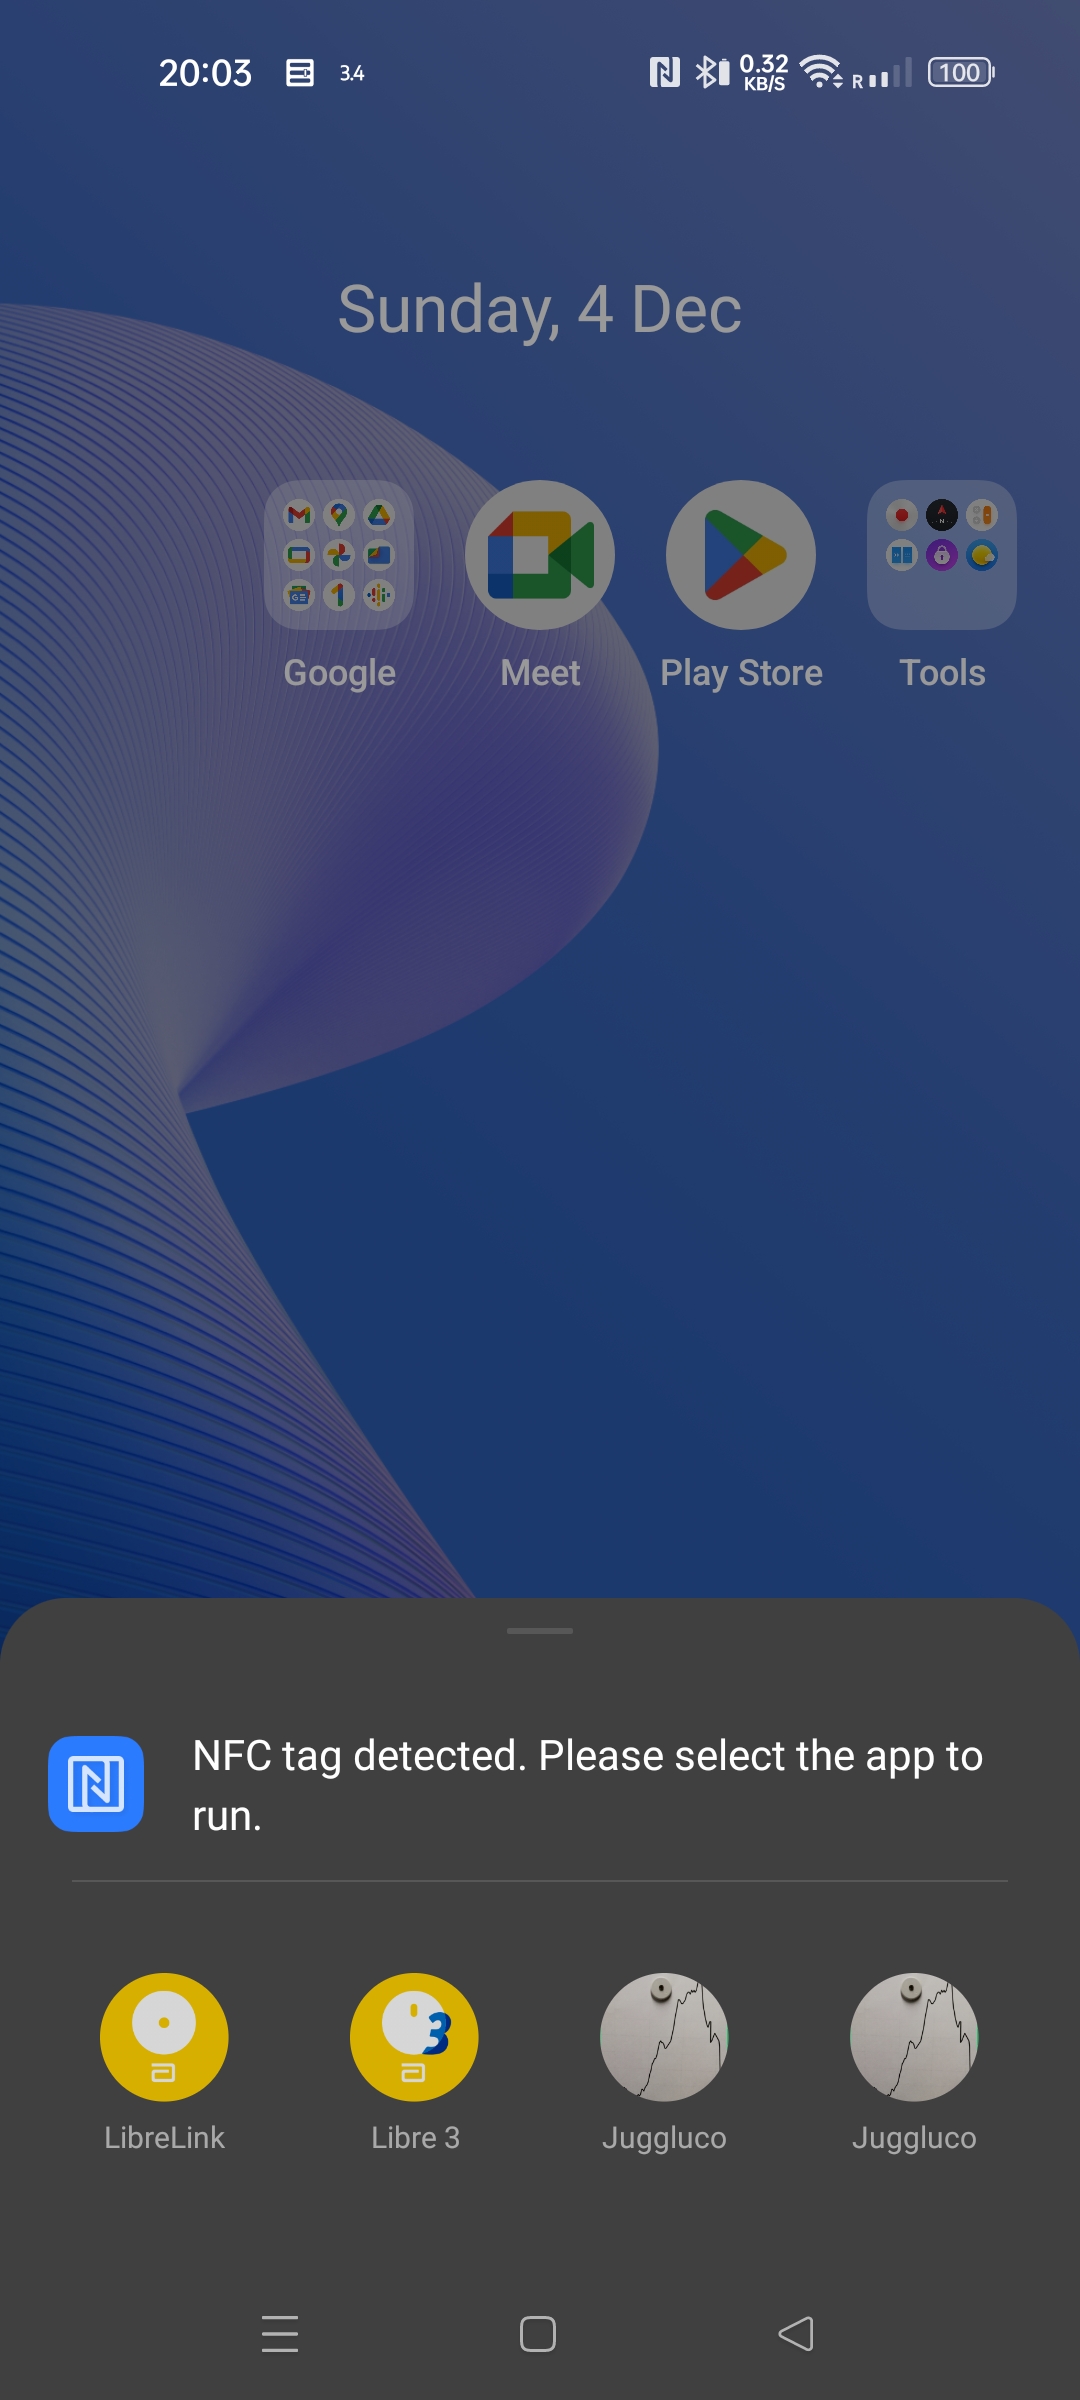 20:03 3.4 0.32 KB/S R 100
Sunday, 4 Dec
Google Meet Play Store Tools
NFC tag detected. Please select the app to
run.
LibreLink Libre 3 Juggluco Juggluco